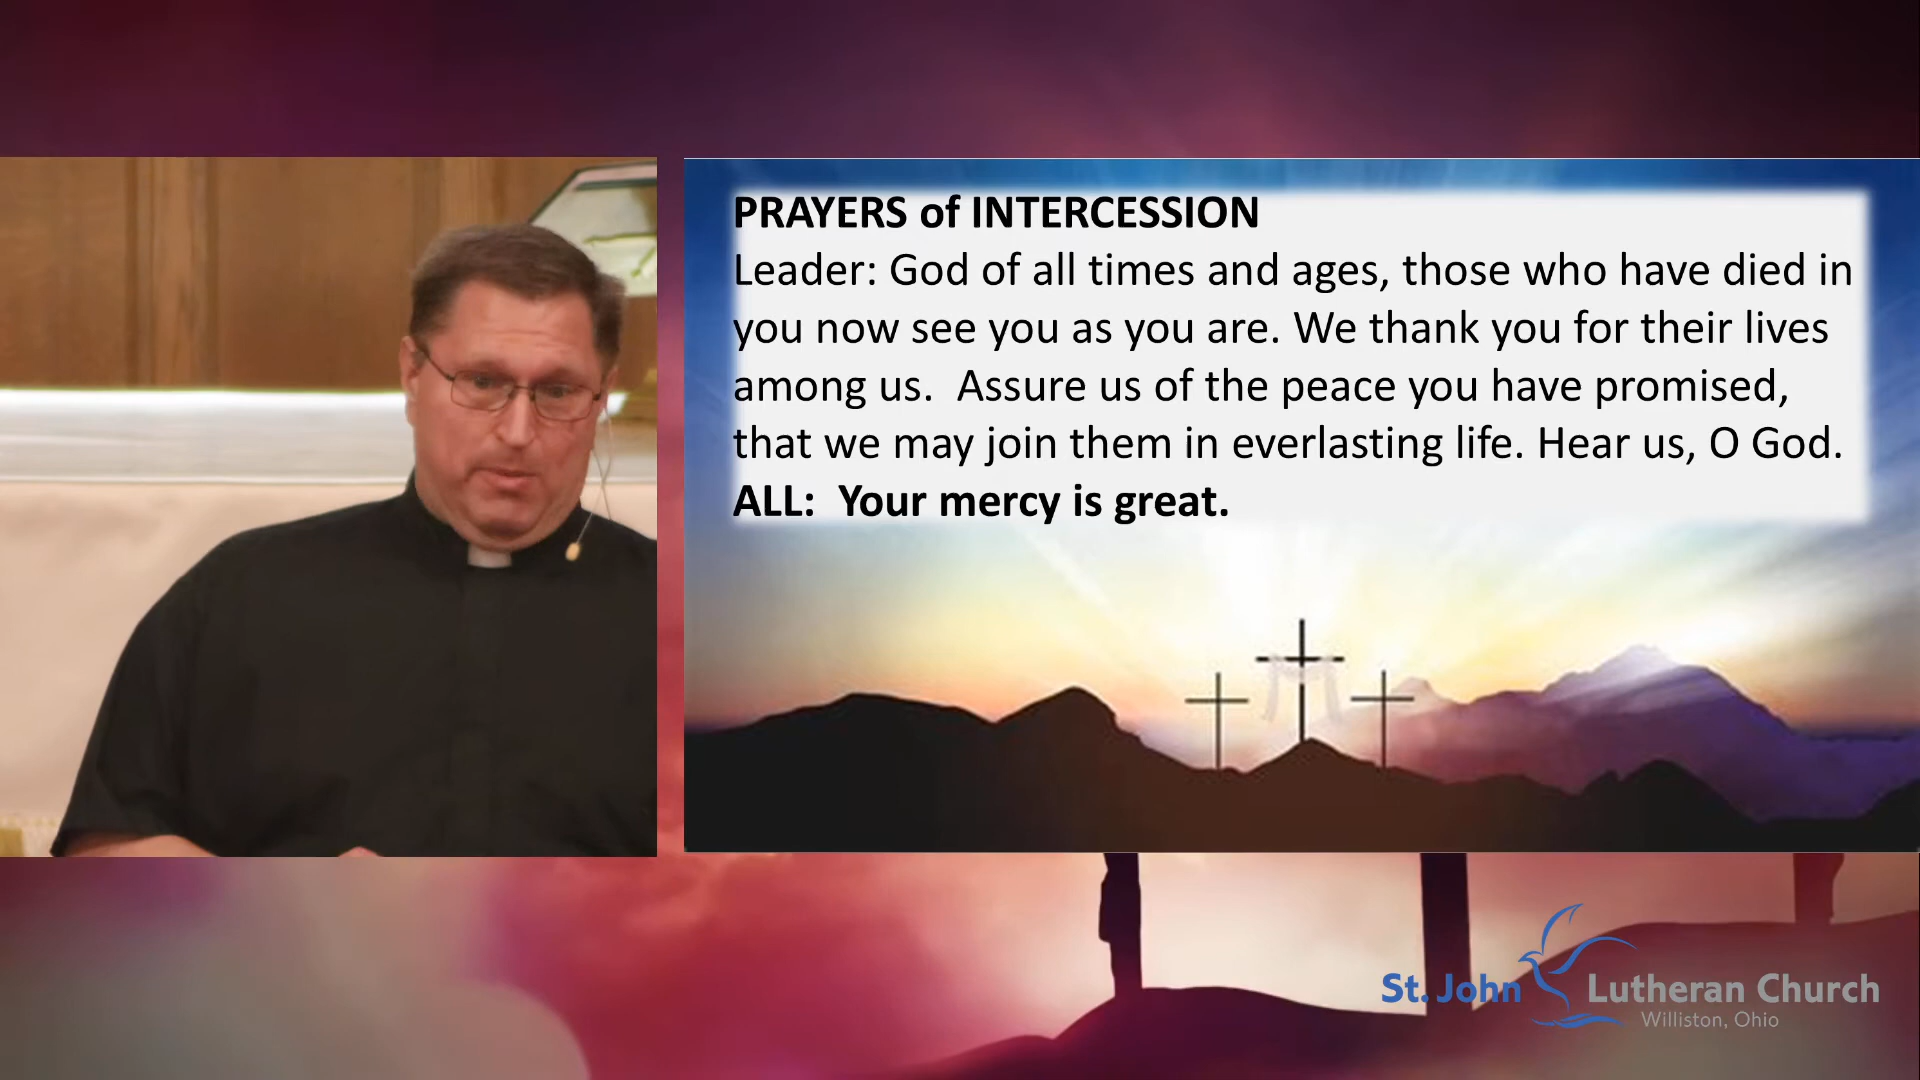 PRAYERS of INTERCESSION
Leader: God of all times and ages, those who have died in
you now see you as you are. We thank you for their lives
among us.  Assure us of the peace you have promised,
that we may join them in everlasting life. Hear us, O God.
ALL:  Your mercy is great.
St. John Lutheran Church
Williston, Ohio